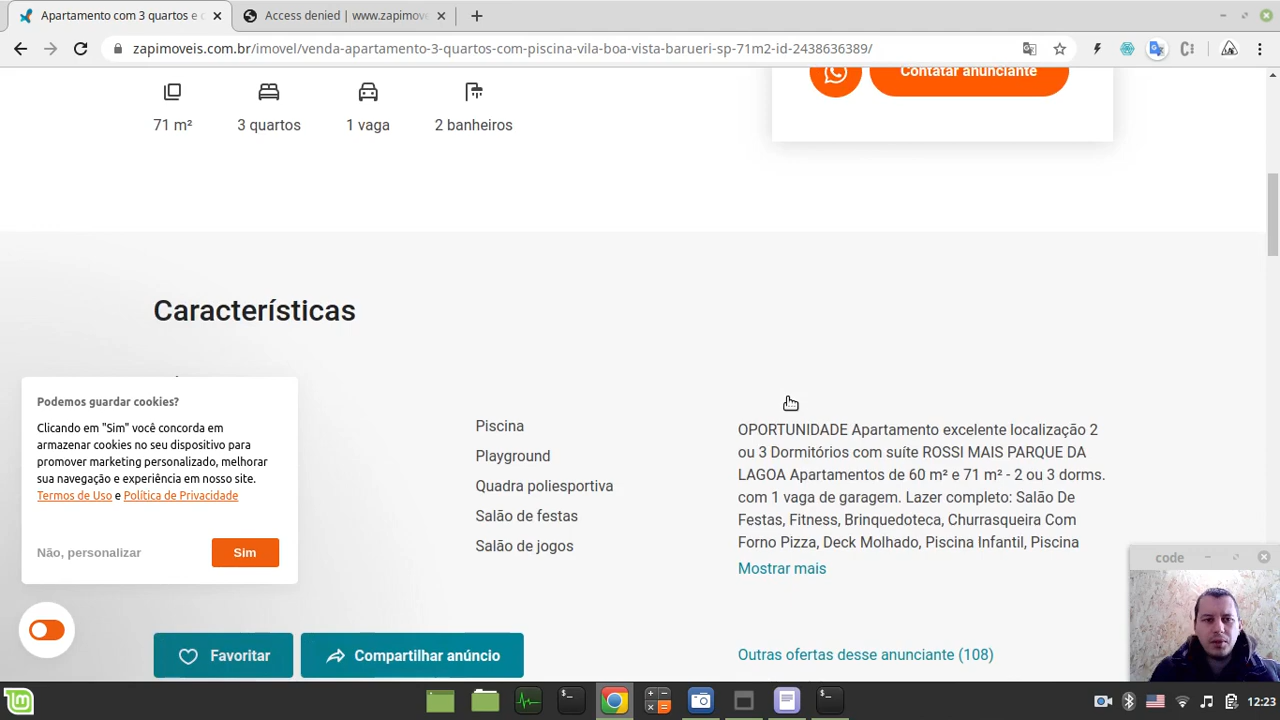 Apartamento com 3 quartos e
Access denied | www.zapimove
zapimoveis.com.br/imovel/venda-apartamento-3-quartos-com-piscina-vila-boa-vista-barueri-sp-71m2-id-2438636389/
Contatar anunciante
71 m²
3 quartos
1 vaga
2 banheiros
Características
Podemos guardar cookies?
Clicando em "Sim" você concorda em
armazenar cookies no seu dispositivo para
promover marketing personalizado, melhorar
sua navegação e experiência em nosso site.
Termos de Uso e Política de Privacidade
Não, personalizar
Sim
Piscina
Playground
Quadra poliesportiva
Salão de festas
Salão de jogos
OPORTUNIDADE Apartamento excelente localização 2
ou 3 Dormitórios com suíte ROSSI MAIS PARQUE DA
LAGOA Apartamentos de 60 m² e 71 m² - 2 ou 3 dorms.
com 1 vaga de garagem. Lazer completo: Salão De
Festas, Fitness, Brinquedoteca, Churrasqueira Com
Forno Pizza, Deck Molhado, Piscina Infantil, Piscina
Mostrar mais
Favoritar
Compartilhar anúncio
Outras ofertas desse anunciante (108)
code
12:23